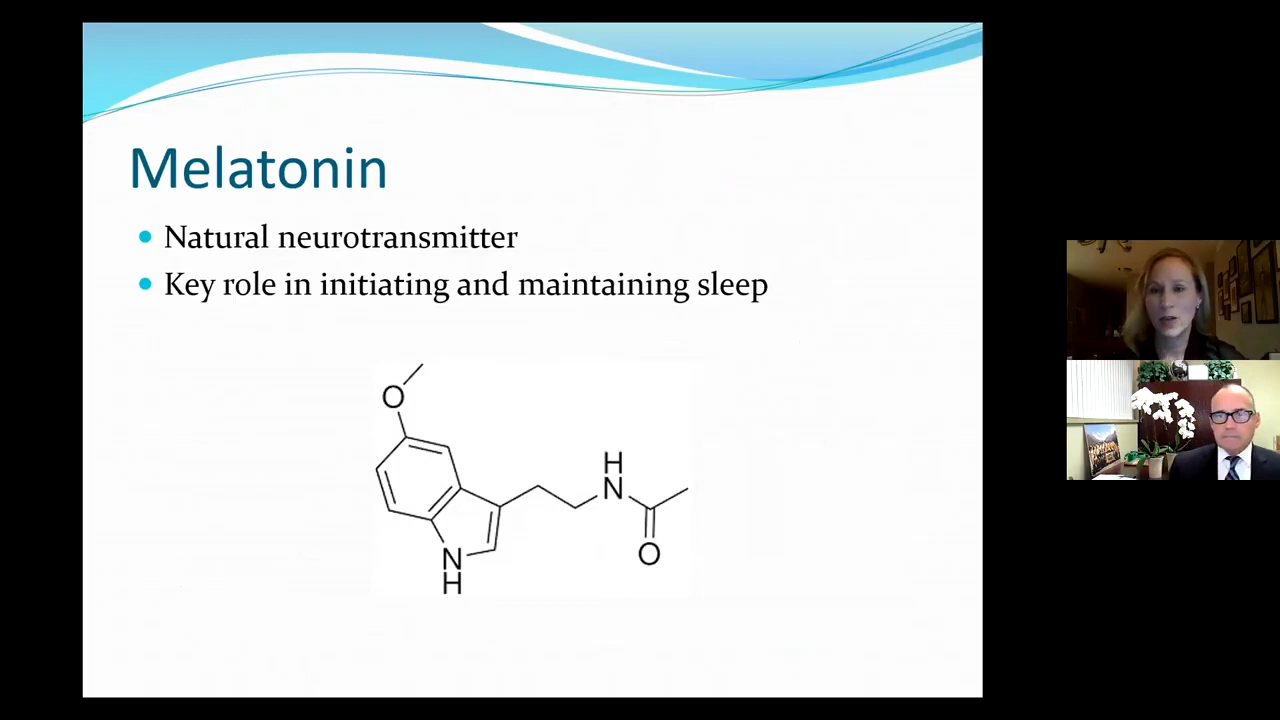 Melatonin
Natural neurotransmitter
Key role in initiating and maintaining sleep
O
H
N
O
N
H